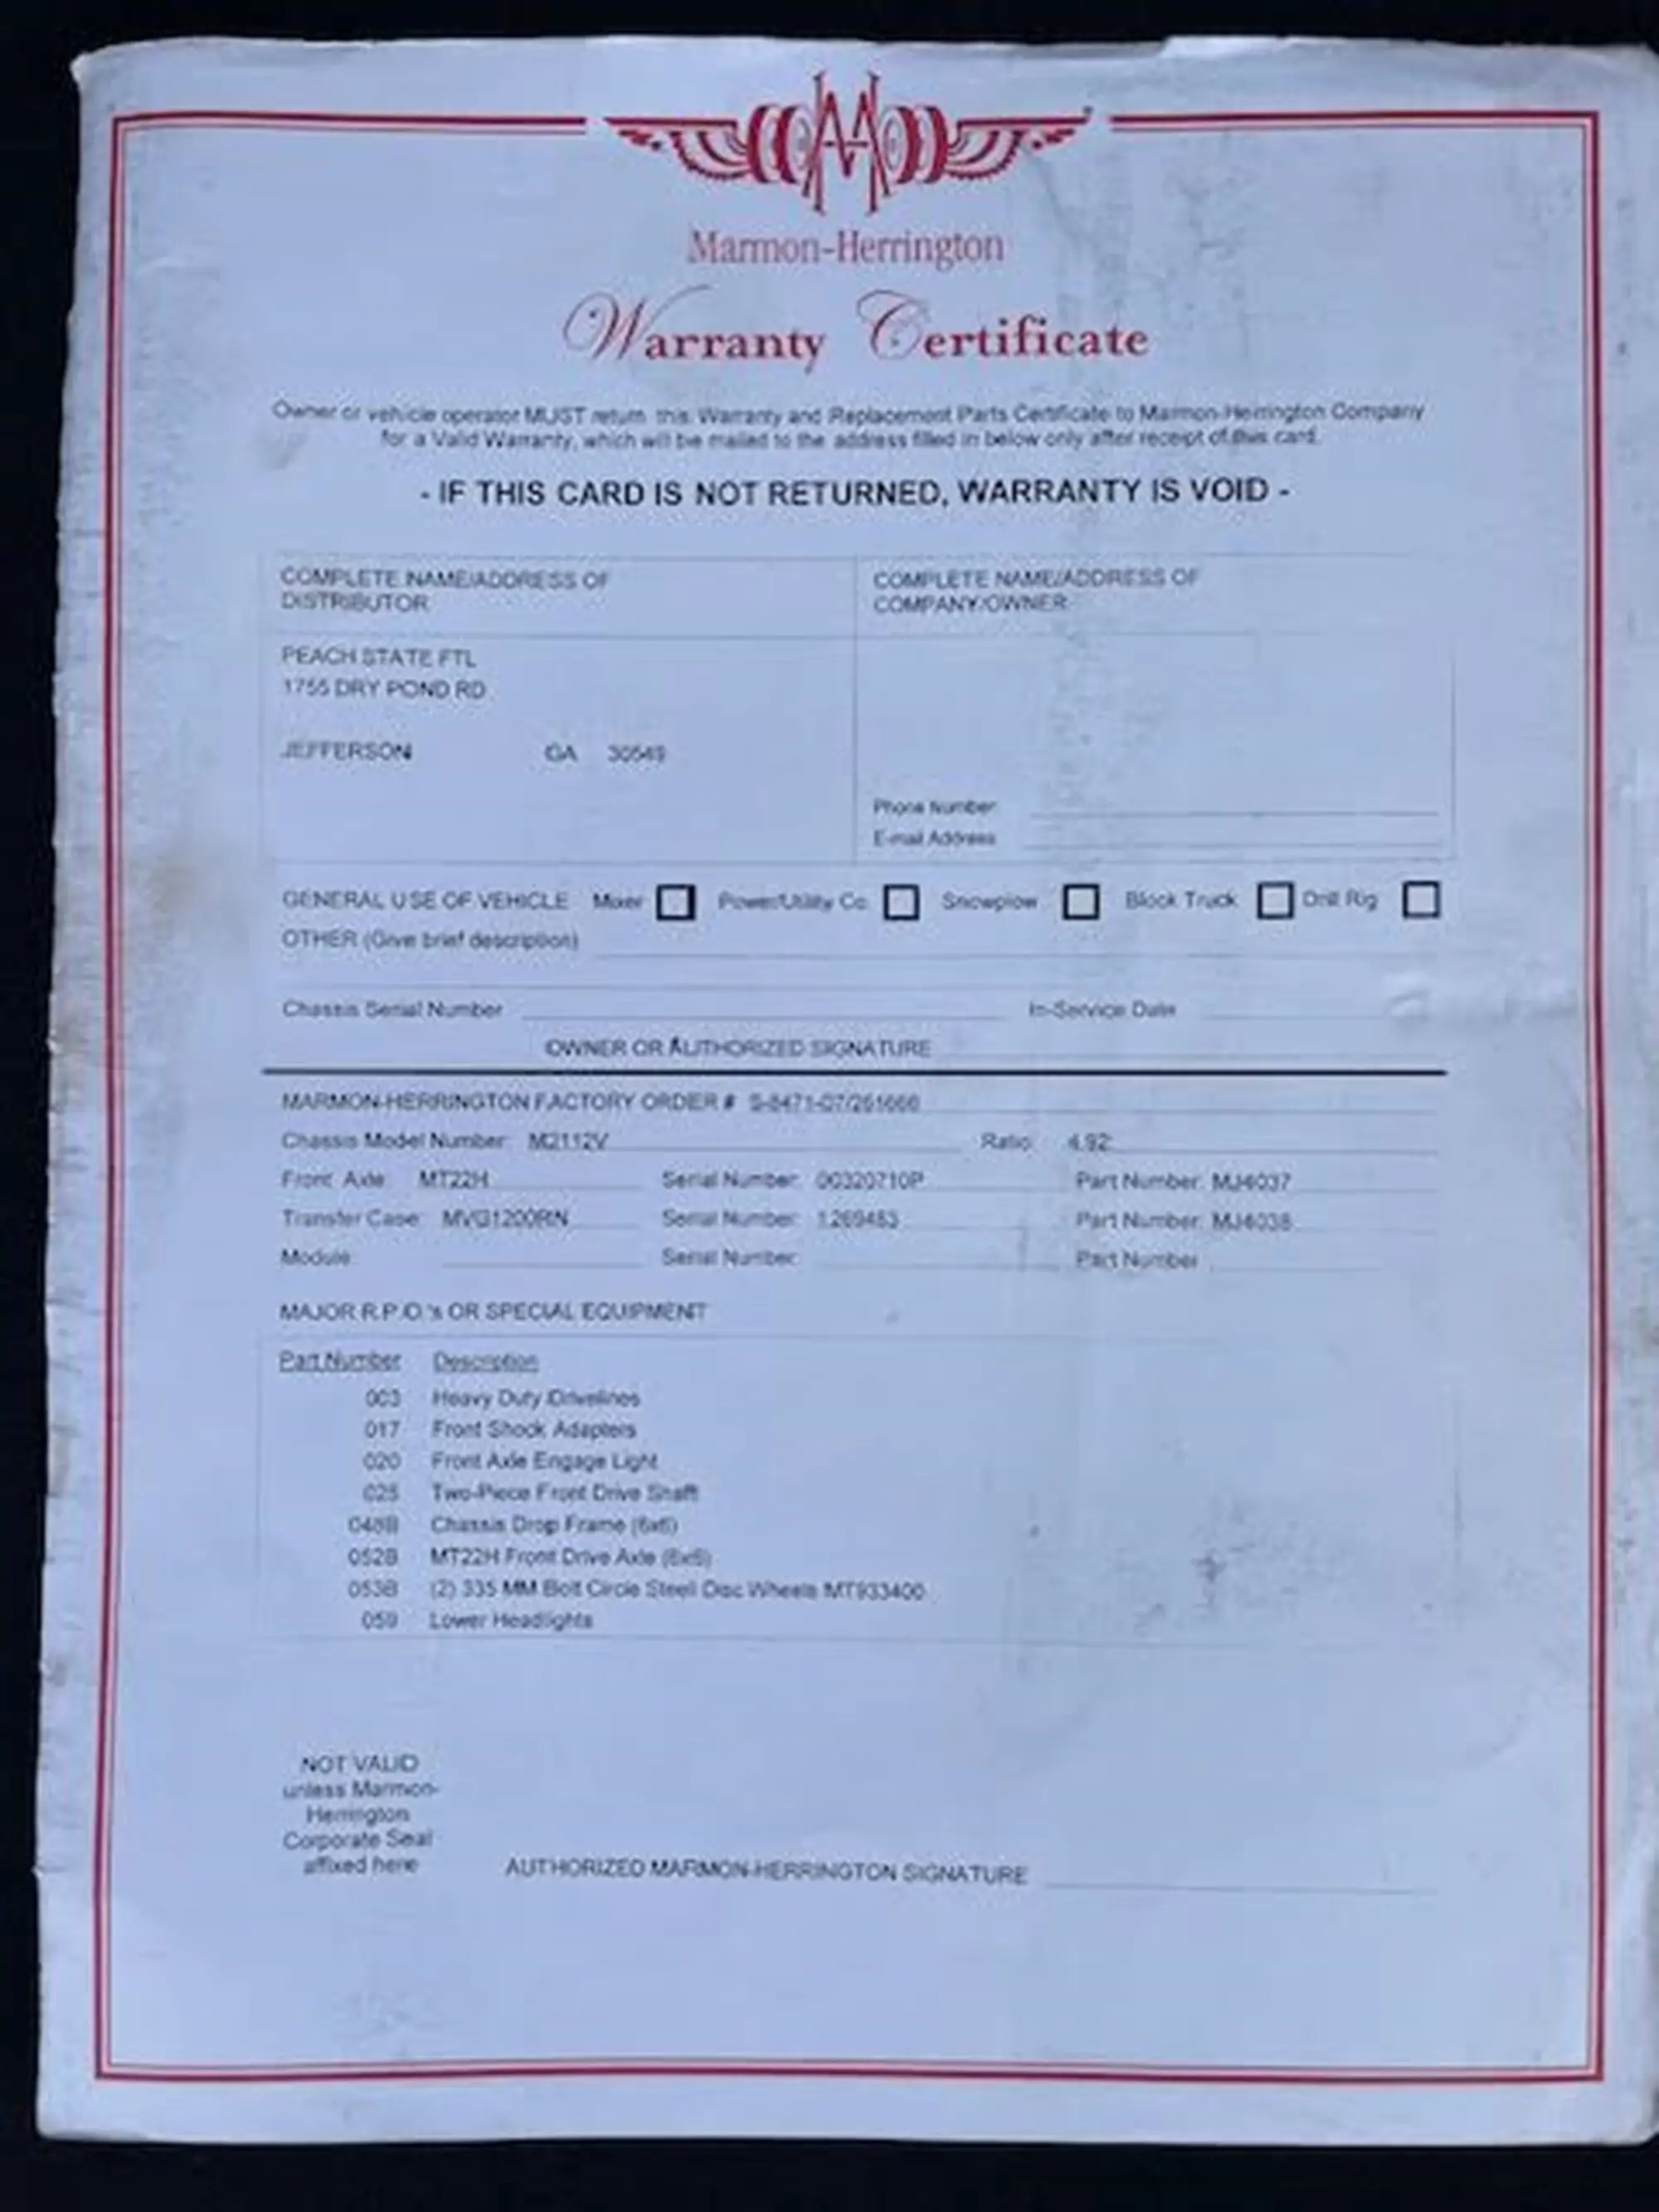 Marmon-Herrington
Warranty Certificate
Owner or vehicle operator MUST return this Warranty and Replacement Parts Certificate to Marmon-Herrington Company
for a Valid Warranty, which will be mailed to the address filled in below only after receipt of this card.
- IF THIS CARD IS NOT RETURNED, WARRANTY IS VOID -
COMPLETE NAME/ADDRESS OF
DISTRIBUTOR
COMPLETE NAME/ADDRESS OF
COMPANY/OWNER
PEACH STATE FTL
1755 DRY POND RD
JEFFERSON GA 30549
Phone Number
E-mail Address
GENERAL USE OF VEHICLE Mixer Power/Utility Co Snowplow Block Truck Drill Rig
OTHER (Give brief description)
Chassis Serial Number In-Service Date
OWNER OR AUTHORIZED SIGNATURE
MARMON-HERRINGTON FACTORY ORDER #
Chassis Model Number: M2112V Ratio: 4.92
Front Axle: MT22H Serial Number: 00320710P Part Number: MJ4037
Transfer Case: MVG1200RN Serial Number: 1269483 Part Number: MJ4038
Module: Serial Number: Part Number
MAJOR R.P.O.'s OR SPECIAL EQUIPMENT
Part Number Description
003 Heavy Duty Drivelines
017 Front Shock Adapters
020 Front Axle Engage Light
025 Two-Piece Front Drive Shaft
Chassis Drop Frame (6x6)
052B MT22H Front Drive Axle (6x6)
053B (2) 335 MM Bolt Circle Steel Disc Wheels MT933400
059 Lower Headlights
NOT VALID
unless Marmon-
Herrington
Corporate Seal
affixed here
AUTHORIZED MARMON-HERRINGTON SIGNATURE